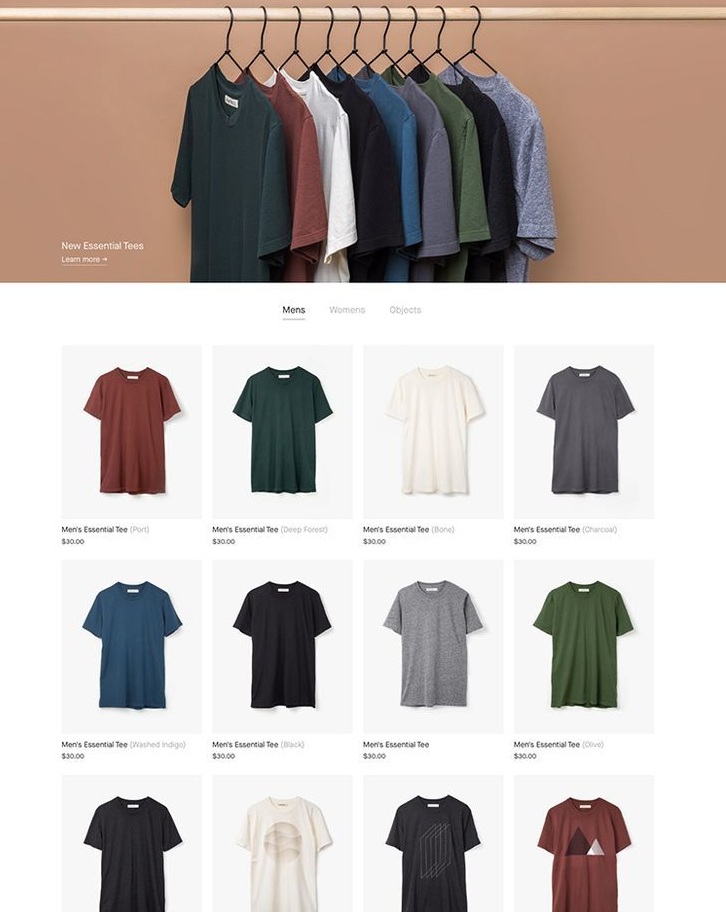 New Essential Tees
Learn more →
Mens Womens Objects
Men's Essential Tee (Port)
$30.00
Men's Essential Tee (Deep Forest)
$30.00
Men's Essential Tee (Bone)
$30.00
Men's Essential Tee (Charcoal)
$30.00
Men's Essential Tee (Washed Indigo)
$30.00
Men's Essential Tee (Black)
$30.00
Men's Essential Tee
$30.00
Men's Essential Tee (Olive)
$30.00